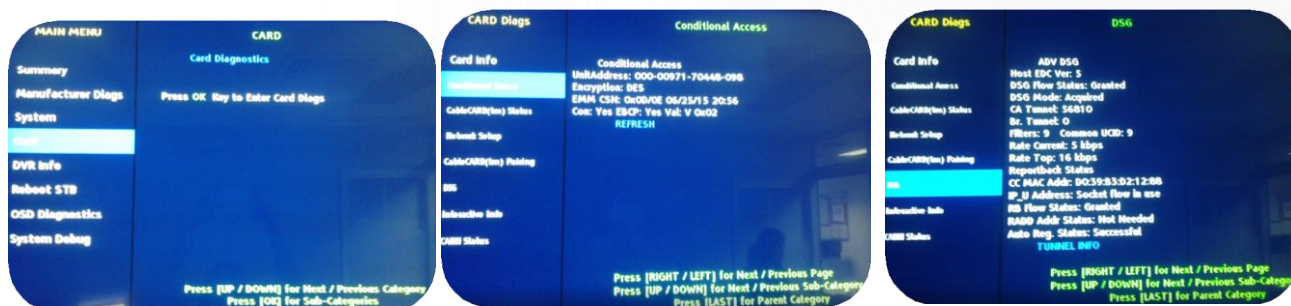 MAIN MENU
Summary
Manufacturer Diags
System
Card
DVR Info
Reboot STB
OSD Diagnostics
System Debug
CARD
Card Diagnostics
Press OK Key to Enter Card Diags
Press [UP / DOWN] for Next / Previous Category
Press [OK] for Sub-Categories
CARD Diags
Card Info
Conditional Access
CableCARD(tm) Status
Network Setup
CableCARD(tm) Pairing
DSG
Interactive Info
CARD Status
Conditional Access
Conditional Access
UnitAddress: 000-00971-70448-098
Encryption: DES
EMM CSN: 0x0D/0E 06/25/15 20:56
Con: Yes EBCP: Yes Val: V 0x02
REFRESH
Press [RIGHT / LEFT] for Next / Previous Page
Press [UP / DOWN] for Next / Previous Sub-Category
Press [LAST] for Parent Category
CARD Diags
Card Info
Conditional Access
CableCARD(tm) Status
Network Setup
CableCARD(tm) Pairing
DSG
Interactive Info
CARD Status
DSG
ADV DSG
Host EDC Ver: 5
DSG Flow Status: Granted
DSG Mode: Acquired
CA Tunnel: 56810
Br. Tunnel: 0
Filters: 9 Common UCID: 9
Rate Current: 5 kbps
Rate Top: 16 kbps
Reportback Status
CC MAC Addr: D0:39:B3:D2:12:8B
IP_U Address: Socket flow in use
RB Flow Status: Granted
RADD Addr Status: Not Needed
Auto Reg. Status: Successful
TUNNEL INFO
Press [RIGHT / LEFT] for Next / Previous Page
Press [UP / DOWN] for Next / Previous Sub-Category
Press [LAST] for Parent Category